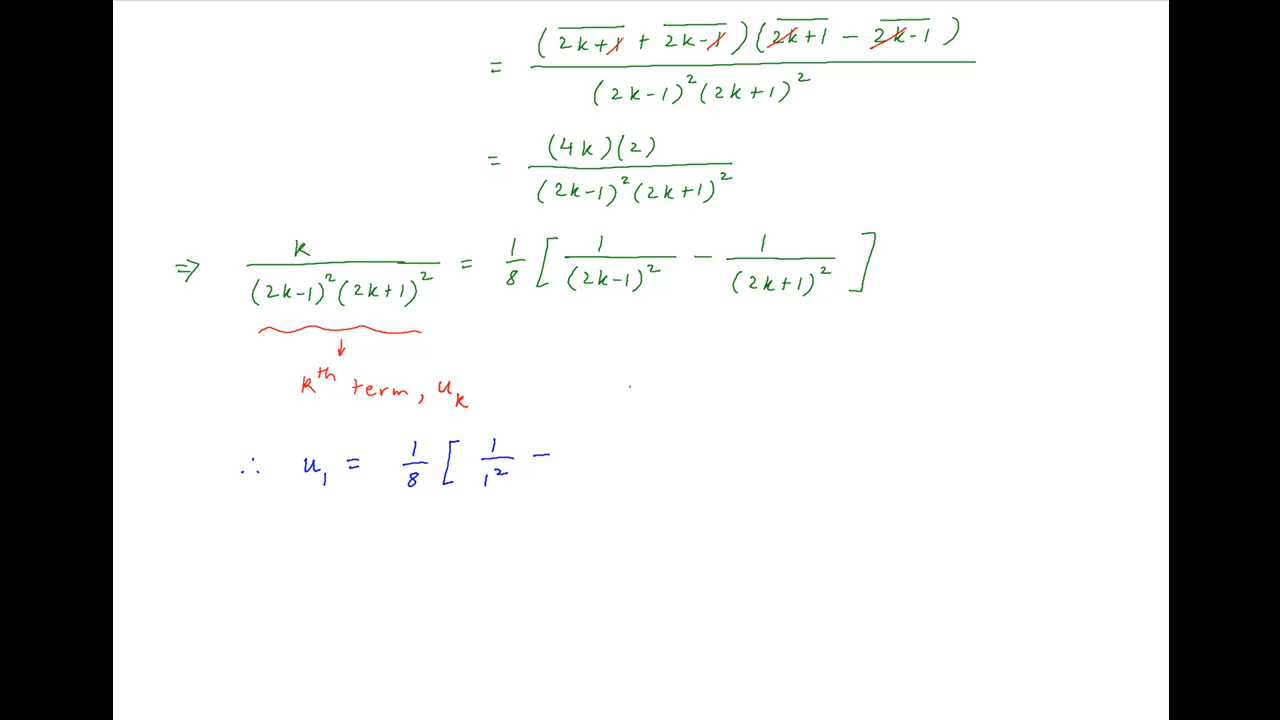 = ( 2k+1 + 2k-1 ) ( 2k+1 - 2k-1 ) / (2k-1)² (2k+1)²
= (4k)(2) / (2k-1)² (2k+1)²
⇒ k / (2k-1)² (2k+1)² = 1/8 [ 1/(2k-1)² - 1/(2k+1)² ]
↓
kth term, u_k
∴ u₁ = 1/8 [ 1/1² -